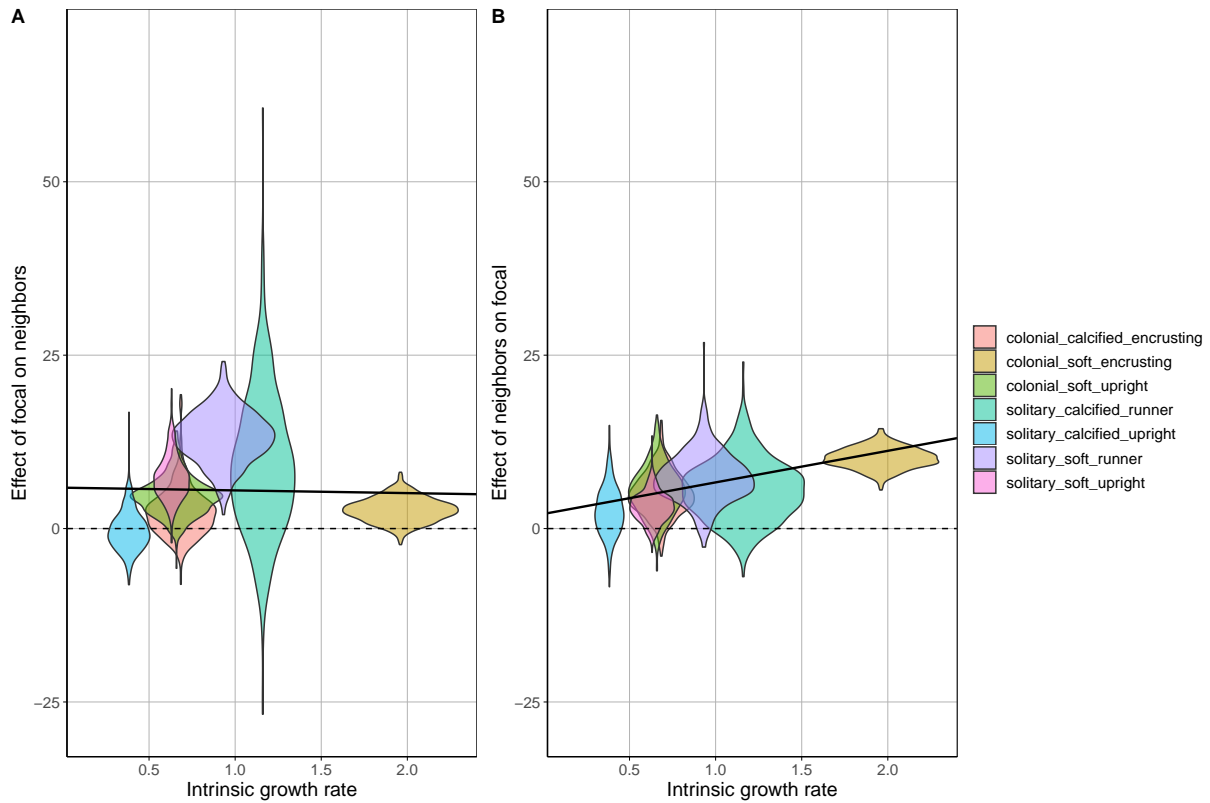 A
B
Effect of focal on neighbors
50
25
0
−25
0.5 1.0 1.5 2.0
Intrinsic growth rate
Effect of neighbors on focal
50
25
0
−25
0.5 1.0 1.5 2.0
Intrinsic growth rate
colonial_calcified_encrusting
colonial_soft_encrusting
colonial_soft_upright
solitary_calcified_runner
solitary_calcified_upright
solitary_soft_runner
solitary_soft_upright